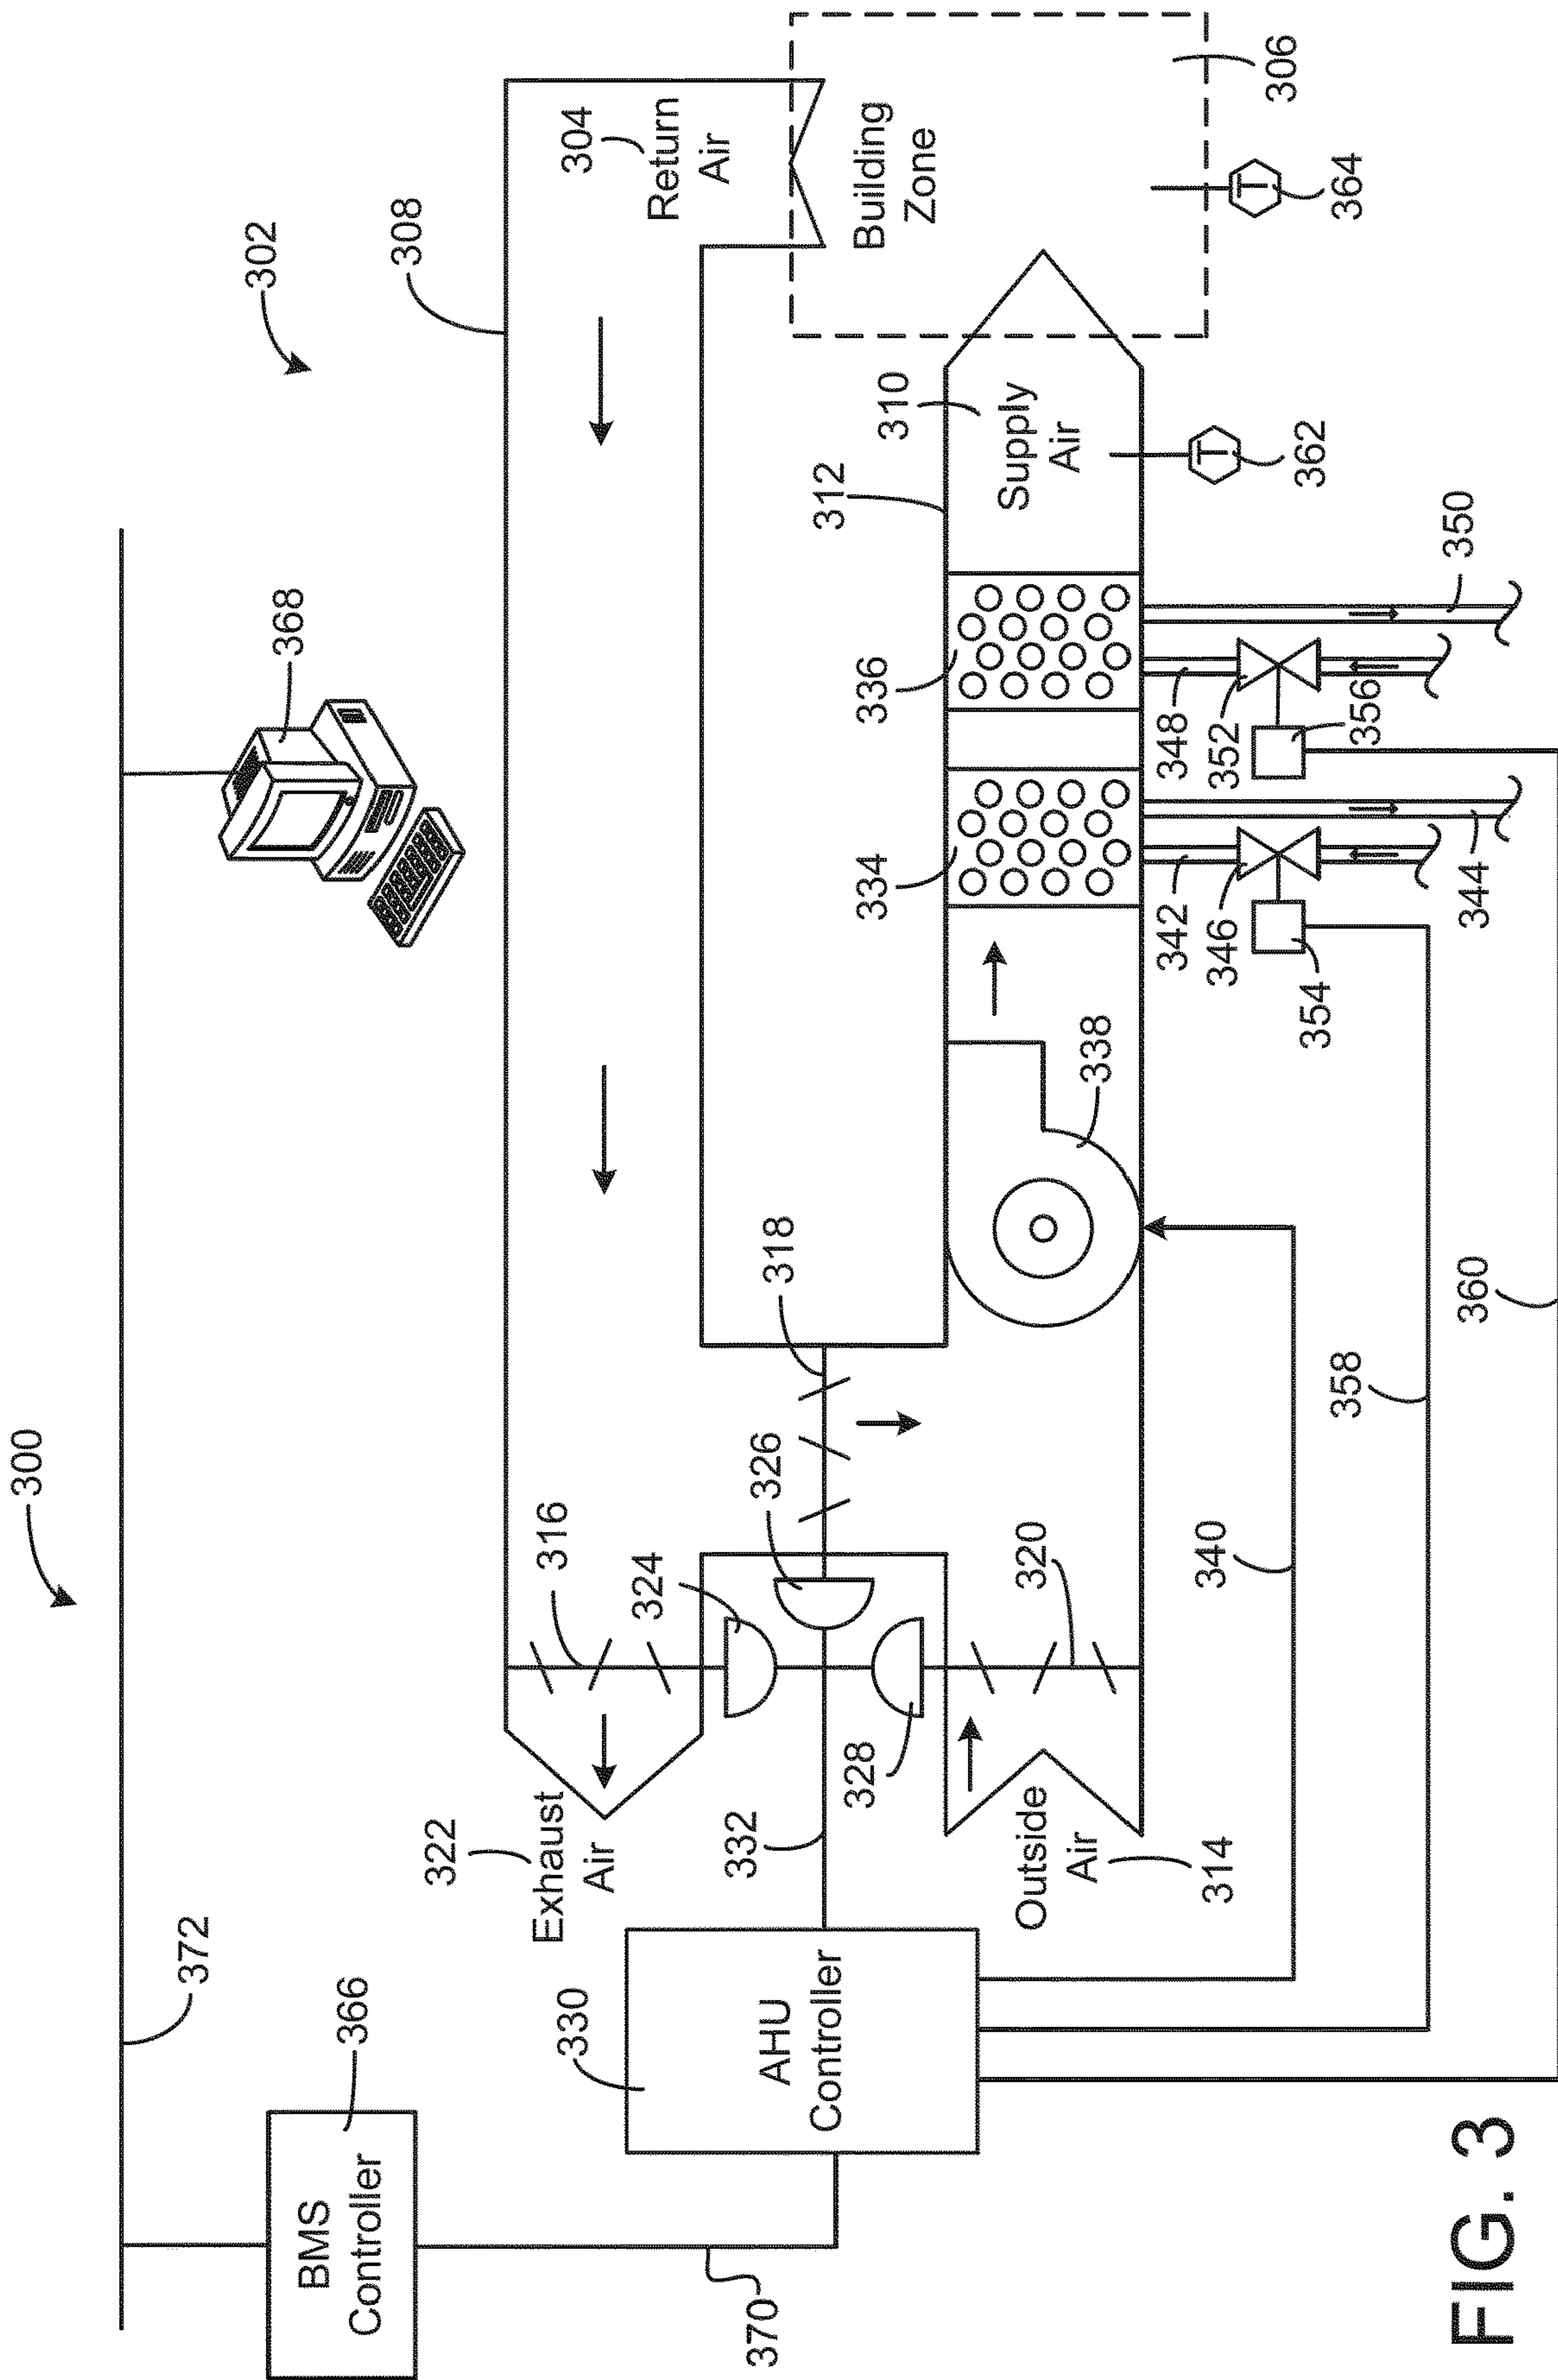 300
302
372
366
BMS
Controller
370
368
308
304
Return
Air
306
Building
Zone
364
322
Exhaust
Air
316
324
326
318
332
328
330
AHU
Controller
Outside
Air
314
320
338
334
336
312
310
Supply
Air
T
362
T
342
344
346
348
350
352
354
356
340
358
360
FIG. 3